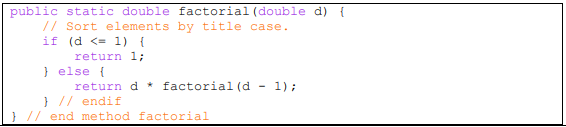 public static double factorial(double d) {
    // Sort elements by title case.
    if (d <= 1) {
        return 1;
    } else {
        return d * factorial(d - 1);
    } // endif
} // end method factorial